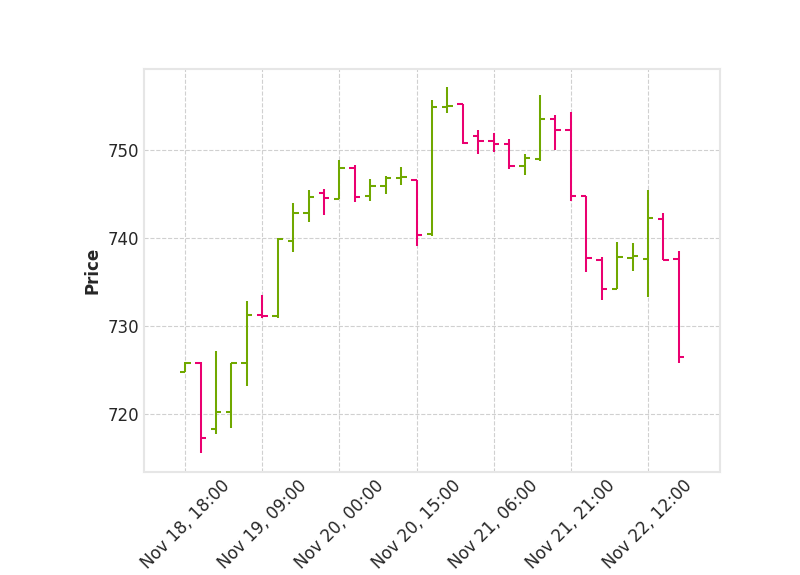 Price
750
740
730
720
Nov 18, 18:00
Nov 19, 09:00
Nov 20, 00:00
Nov 20, 15:00
Nov 21, 06:00
Nov 21, 21:00
Nov 22, 12:00